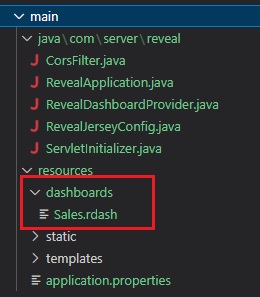 main
java\com\server\reveal
CorsFilter.java
RevealApplication.java
RevealDashboardProvider.java
RevealJerseyConfig.java
ServletInitializer.java
resources
dashboards
Sales.rdash
static
templates
application.properties